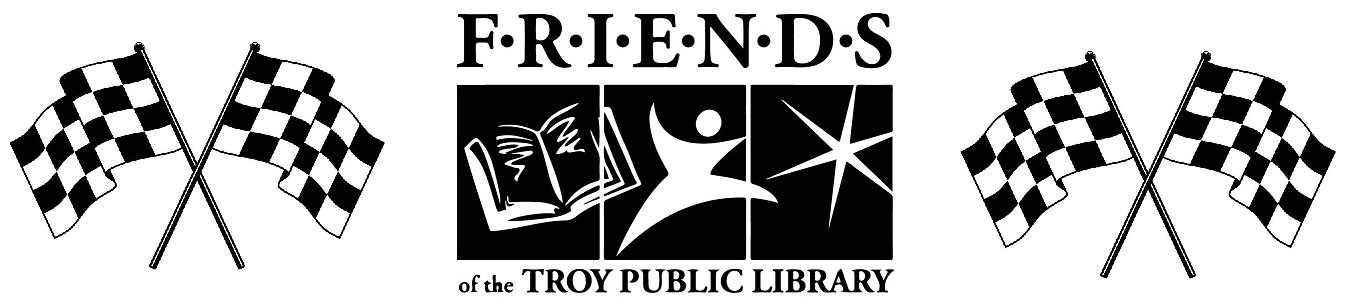 F·R·I·E·N·D·S
of the TROY PUBLIC LIBRARY